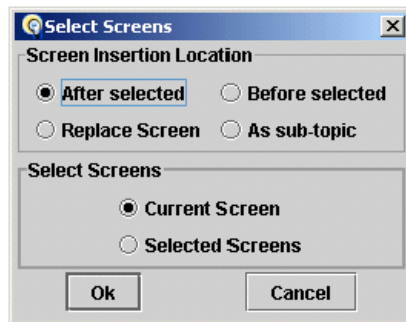 Select Screens
Screen Insertion Location
After selected
Before selected
Replace Screen
As sub-topic
Select Screens
Current Screen
Selected Screens
Ok
Cancel